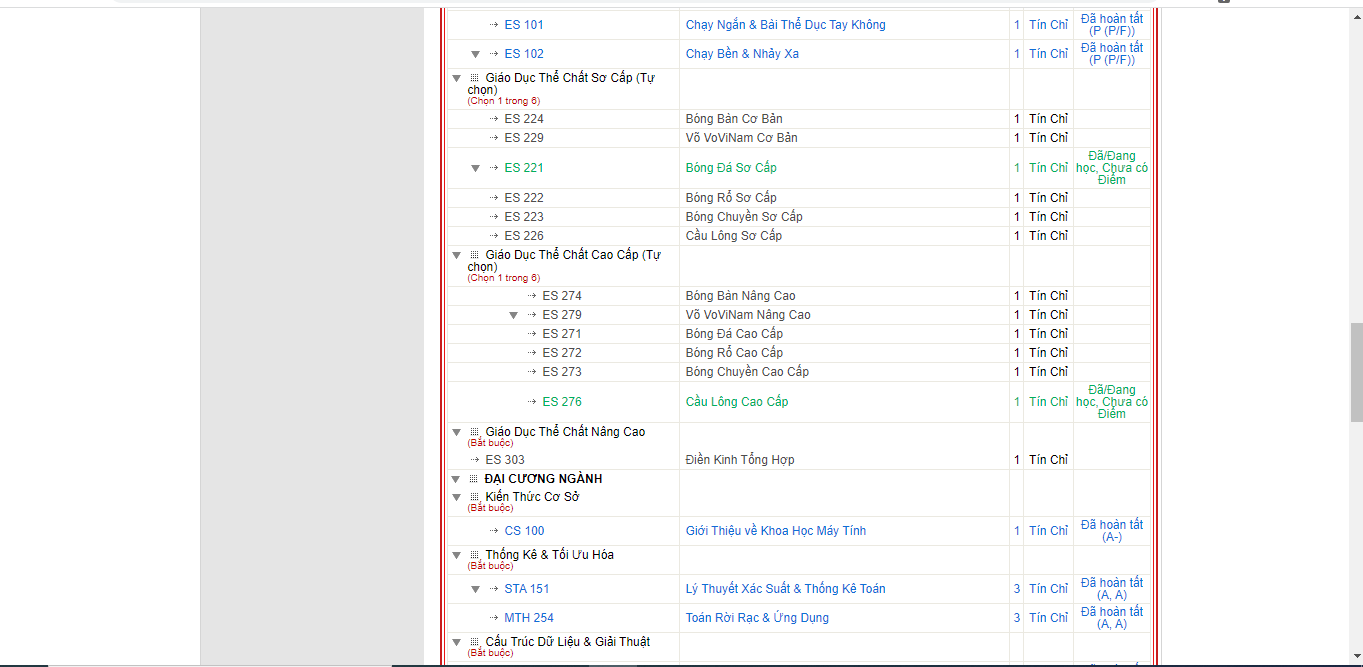 ES 101 Chạy Ngắn & Bài Thể Dục Tay Không 1 Tín Chỉ Đã hoàn tất (P (P/F))
ES 102 Chạy Bền & Nhảy Xa 1 Tín Chỉ Đã hoàn tất (P (P/F))
Giáo Dục Thể Chất Sơ Cấp (Tự chọn)
(Chọn 1 trong 6)
ES 224 Bóng Bàn Cơ Bản 1 Tín Chỉ
ES 229 Võ VoViNam Cơ Bản 1 Tín Chỉ
ES 221 Bóng Đá Sơ Cấp 1 Tín Chỉ Đã/Đang học, Chưa có Điểm
ES 222 Bóng Rổ Sơ Cấp 1 Tín Chỉ
ES 223 Bóng Chuyền Sơ Cấp 1 Tín Chỉ
ES 226 Cầu Lông Sơ Cấp 1 Tín Chỉ
Giáo Dục Thể Chất Cao Cấp (Tự chọn)
(Chọn 1 trong 6)
ES 274 Bóng Bàn Nâng Cao 1 Tín Chỉ
ES 279 Võ VoViNam Nâng Cao 1 Tín Chỉ
ES 271 Bóng Đá Cao Cấp 1 Tín Chỉ
ES 272 Bóng Rổ Cao Cấp 1 Tín Chỉ
ES 273 Bóng Chuyền Cao Cấp 1 Tín Chỉ
ES 276 Cầu Lông Cao Cấp 1 Tín Chỉ Đã/Đang học, Chưa có Điểm
Giáo Dục Thể Chất Nâng Cao
(Bắt buộc)
ES 303 Điền Kinh Tổng Hợp 1 Tín Chỉ
ĐẠI CƯƠNG NGÀNH
Kiến Thức Cơ Sở
(Bắt buộc)
CS 100 Giới Thiệu về Khoa Học Máy Tính 1 Tín Chỉ Đã hoàn tất (A-)
Thống Kê & Tối Ưu Hóa
(Bắt buộc)
STA 151 Lý Thuyết Xác Suất & Thống Kê Toán 3 Tín Chỉ Đã hoàn tất (A, A)
MTH 254 Toán Rời Rạc & Ứng Dụng 3 Tín Chỉ Đã hoàn tất (A, A)
Cấu Trúc Dữ Liệu & Giải Thuật
(Bắt buộc)